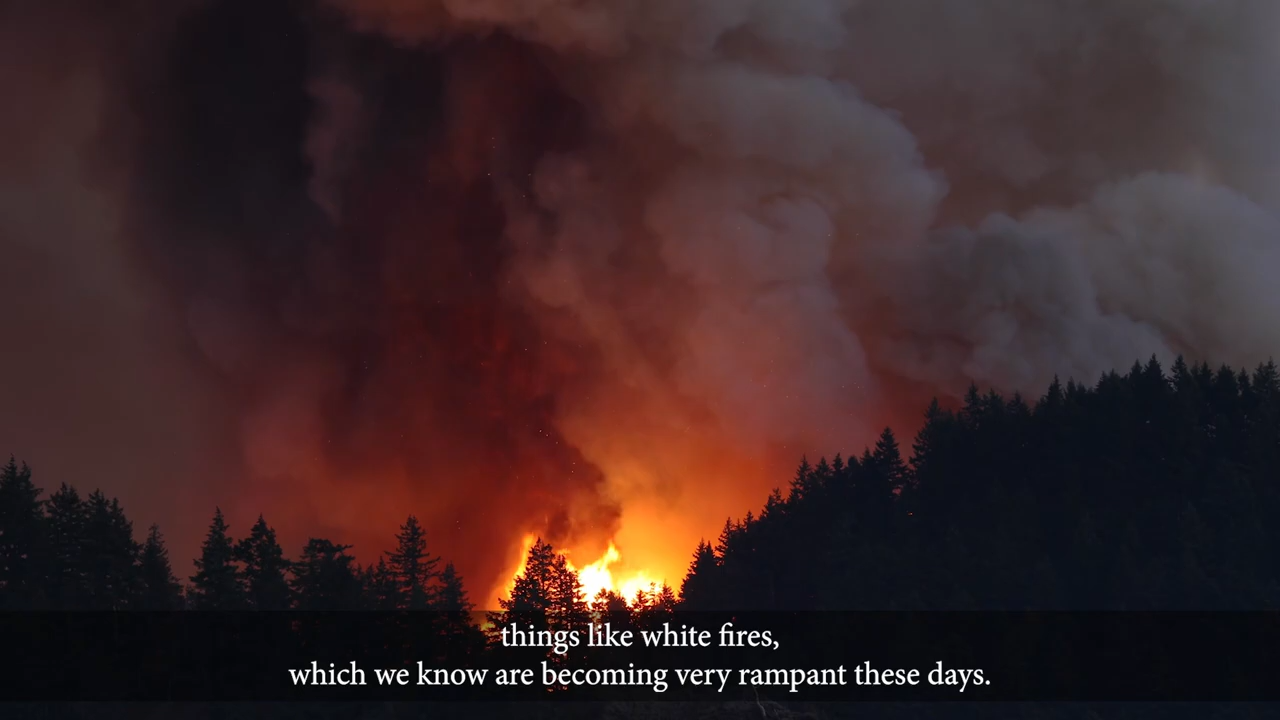 things like white fires,
which we know are becoming very rampant these days.